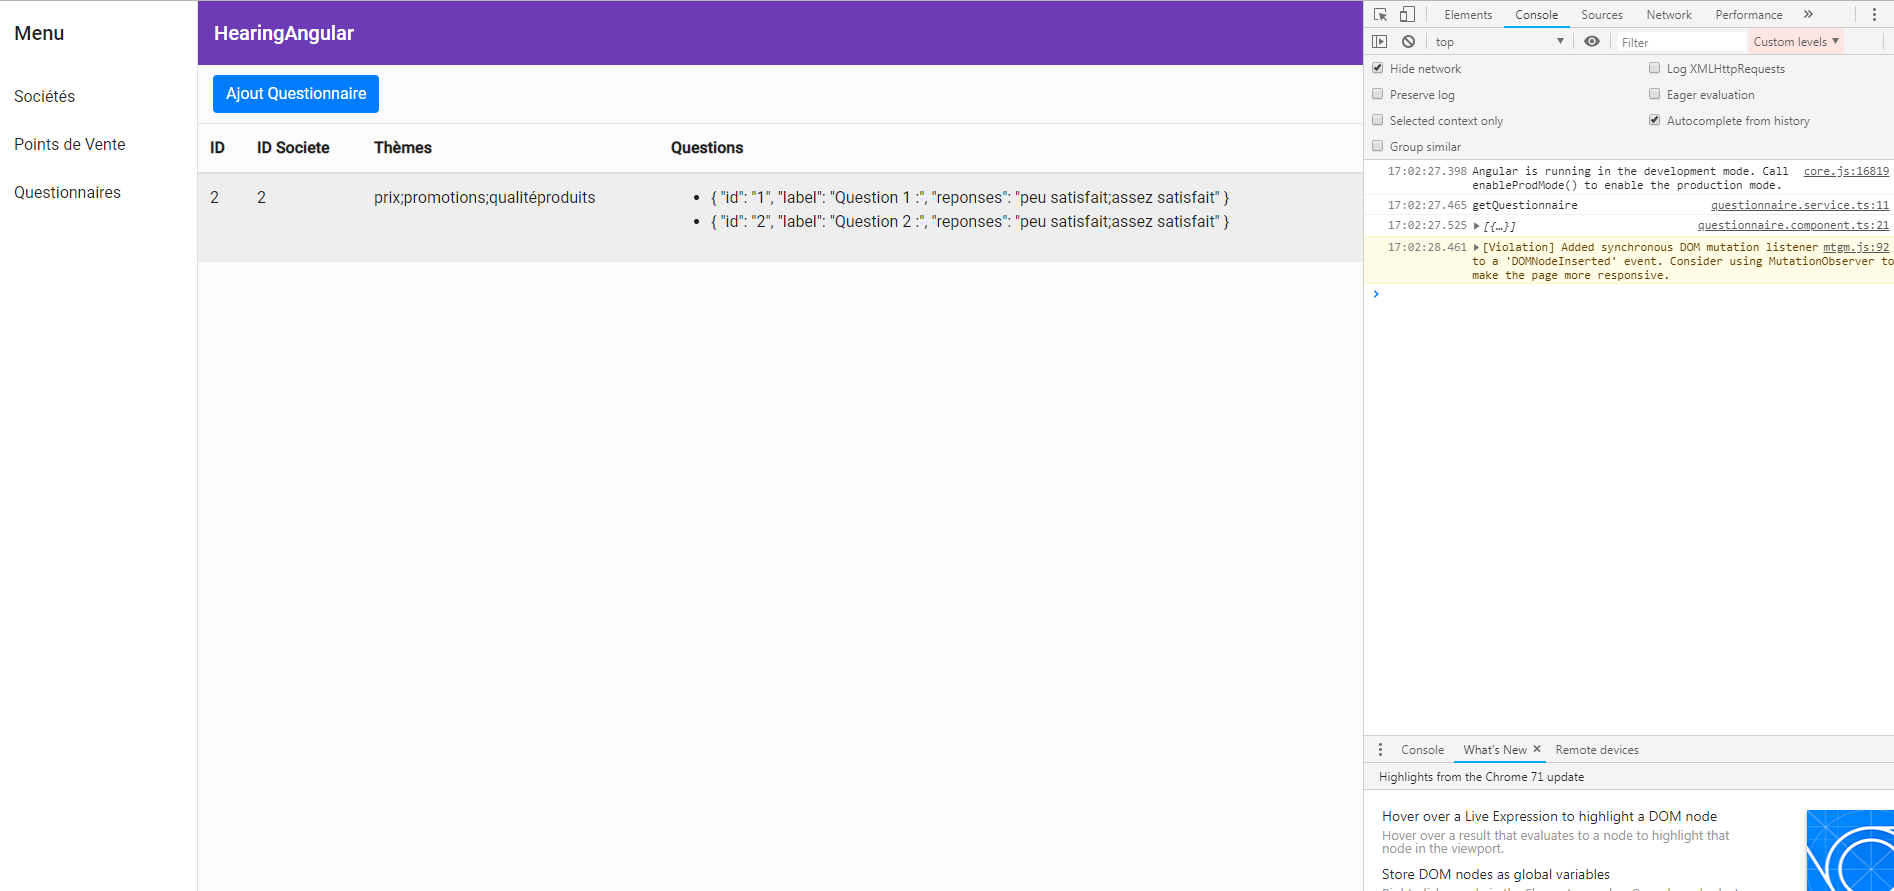 Menu
Sociétés
Points de Vente
Questionnaires
HearingAngular
Ajout Questionnaire
ID ID Societe Thèmes Questions
2 2 prix;promotions;qualitéproduits
• { "id": "1", "label": "Question 1 :", "reponses": "peu satisfait;assez satisfait" }
• { "id": "2", "label": "Question 2 :", "reponses": "peu satisfait;assez satisfait" }
Elements Console Sources Network Performance »
top Filter Custom levels
Hide network Log XMLHttpRequests
Preserve log Eager evaluation
Selected context only Autocomplete from history
Group similar
17:02:27.398 Angular is running in the development mode. Call core.js:16819
enableProdMode() to enable the production mode.
17:02:27.465 getQuestionnaire questionnaire.service.ts:11
17:02:27.525 ▶[{…}] questionnaire.component.ts:21
17:02:28.461 ▶[Violation] Added synchronous DOM mutation listener mtgm.js:92
to a 'DOMNodeInserted' event. Consider using MutationObserver to
make the page more responsive.
Console What's New × Remote devices
Highlights from the Chrome 71 update
Hover over a Live Expression to highlight a DOM node
Hover over a result that evaluates to a node to highlight that
node in the viewport.
Store DOM nodes as global variables